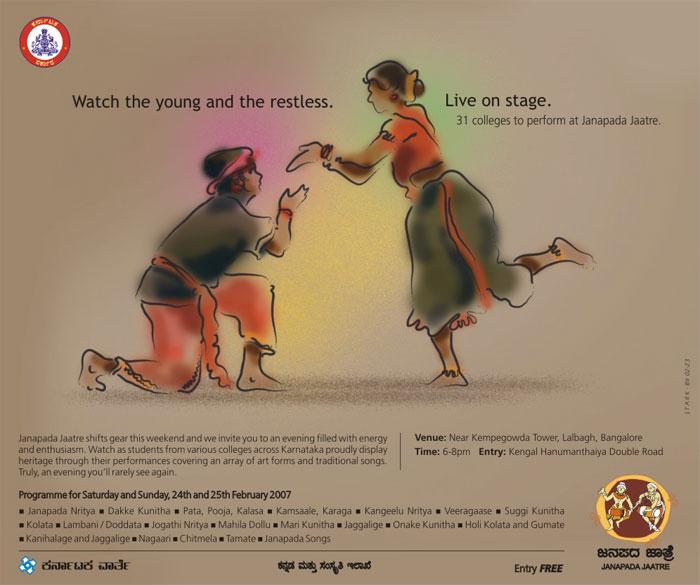 Watch the young and the restless.
Live on stage.
31 colleges to perform at Janapada Jaatre.
Janapada Jaatre shifts gear this weekend and we invite you to an evening filled with energy
and enthusiasm. Watch as students from various colleges across Karnataka proudly display
heritage through their performances covering an array of art forms and traditional songs.
Truly, an evening you'll rarely see again.
Venue: Near Kempegowda Tower, Lalbagh, Bangalore
Time: 6-8pm Entry: Kengal Hanumanthaiya Double Road
Programme for Saturday and Sunday, 24th and 25th February 2007
▪ Janapada Nritya ▪ Dakke Kunitha ▪ Pata, Pooja, Kalasa ▪ Kamsaale, Karaga ▪ Kangeelu Nritya ▪ Veeragaase ▪ Suggi Kunitha
▪ Kolata ▪ Lambani / Doddata ▪ Jogathi Nritya ▪ Mahila Dollu ▪ Mari Kunitha ▪ Jaggalige ▪ Onake Kunitha ▪ Holi Kolata and Gumate
▪ Kanihalage and Jaggalige ▪ Nagaari ▪ Chitmela ▪ Tamate ▪ Janapada Songs
ಜನಪದ ಜಾತ್ರೆ
JANAPADA JAATRE
ಕರ್ನಾಟಕ ವಾರ್ತೆ
ಕನ್ನಡ ಮತ್ತು ಸಂಸ್ಕೃತಿ ಇಲಾಖೆ
Entry FREE